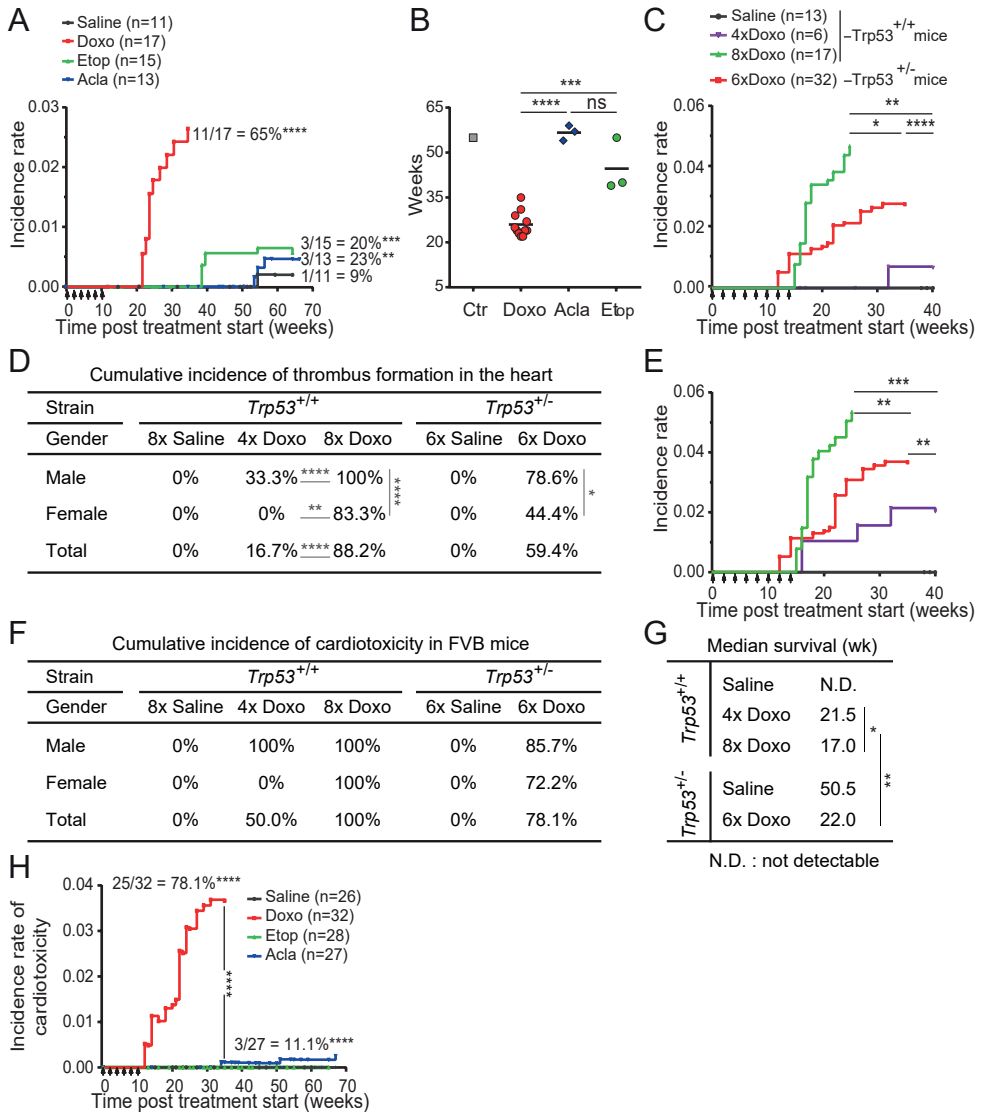 A
Saline (n=11)
Doxo (n=17)
Etop (n=15)
Acla (n=13)
Incidence rate
0.03
0.02
0.01
0.00
11/17 = 65%****
3/15 = 20%***
3/13 = 23%**
1/11 = 9%
0 10 20 30 40 50 60 70
Time post treatment start (weeks)
B
*** 
**** ns
Weeks
65
50
35
20
5
Ctr Doxo Acla Etop
C
Saline (n=13)
4xDoxo (n=6) –Trp53+/+ mice
8xDoxo (n=17)
6xDoxo (n=32) –Trp53+/- mice
Incidence rate
0.06
0.04
0.02
0.00
**
* ****
0 20 30 40
Time post treatment start (weeks)
D
Cumulative incidence of thrombus formation in the heart
Strain Trp53+/+ Trp53+/-
Gender 8x Saline 4x Doxo 8x Doxo 6x Saline 6x Doxo
Male 0% 33.3% **** 100% 0% 78.6%
**** *
Female 0% 0% ** 83.3% 0% 44.4%
Total 0% 16.7% **** 88.2% 0% 59.4%
E
Incidence rate
0.06
0.04
0.02
0.00
***
**
**
0 20 30 40
Time post treatment start (weeks)
F
Cumulative incidence of cardiotoxicity in FVB mice
Strain Trp53+/+ Trp53+/-
Gender 8x Saline 4x Doxo 8x Doxo 6x Saline 6x Doxo
Male 0% 100% 100% 0% 85.7%
Female 0% 0% 100% 0% 72.2%
Total 0% 50.0% 100% 0% 78.1%
G
Median survival (wk)
Trp53+/+
Saline N.D.
4x Doxo 21.5
*
8x Doxo 17.0
**
Trp53+/-
Saline 50.5
6x Doxo 22.0
N.D. : not detectable
H
Incidence rate of
cardiotoxicity
0.04
0.03
0.02
0.01
0.00
25/32 = 78.1%****
Saline (n=26)
Doxo (n=32)
Etop (n=28)
Acla (n=27)
****
3/27 = 11.1%****
0 10 20 30 40 50 60 70
Time post treatment start (weeks)